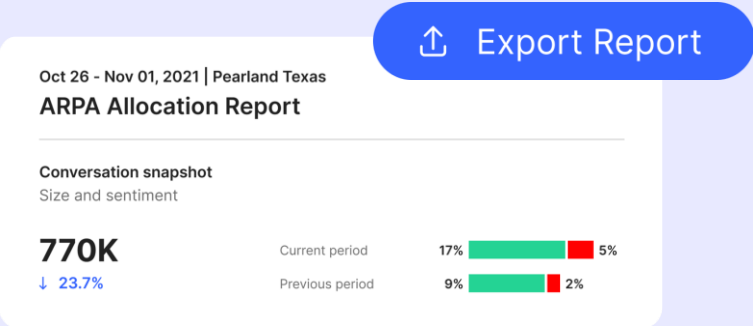 Export Report
Oct 26 - Nov 01, 2021 | Pearland Texas
ARPA Allocation Report
Conversation snapshot
Size and sentiment
770K
↓ 23.7%
Current period 17% 5%
Previous period 9% 2%